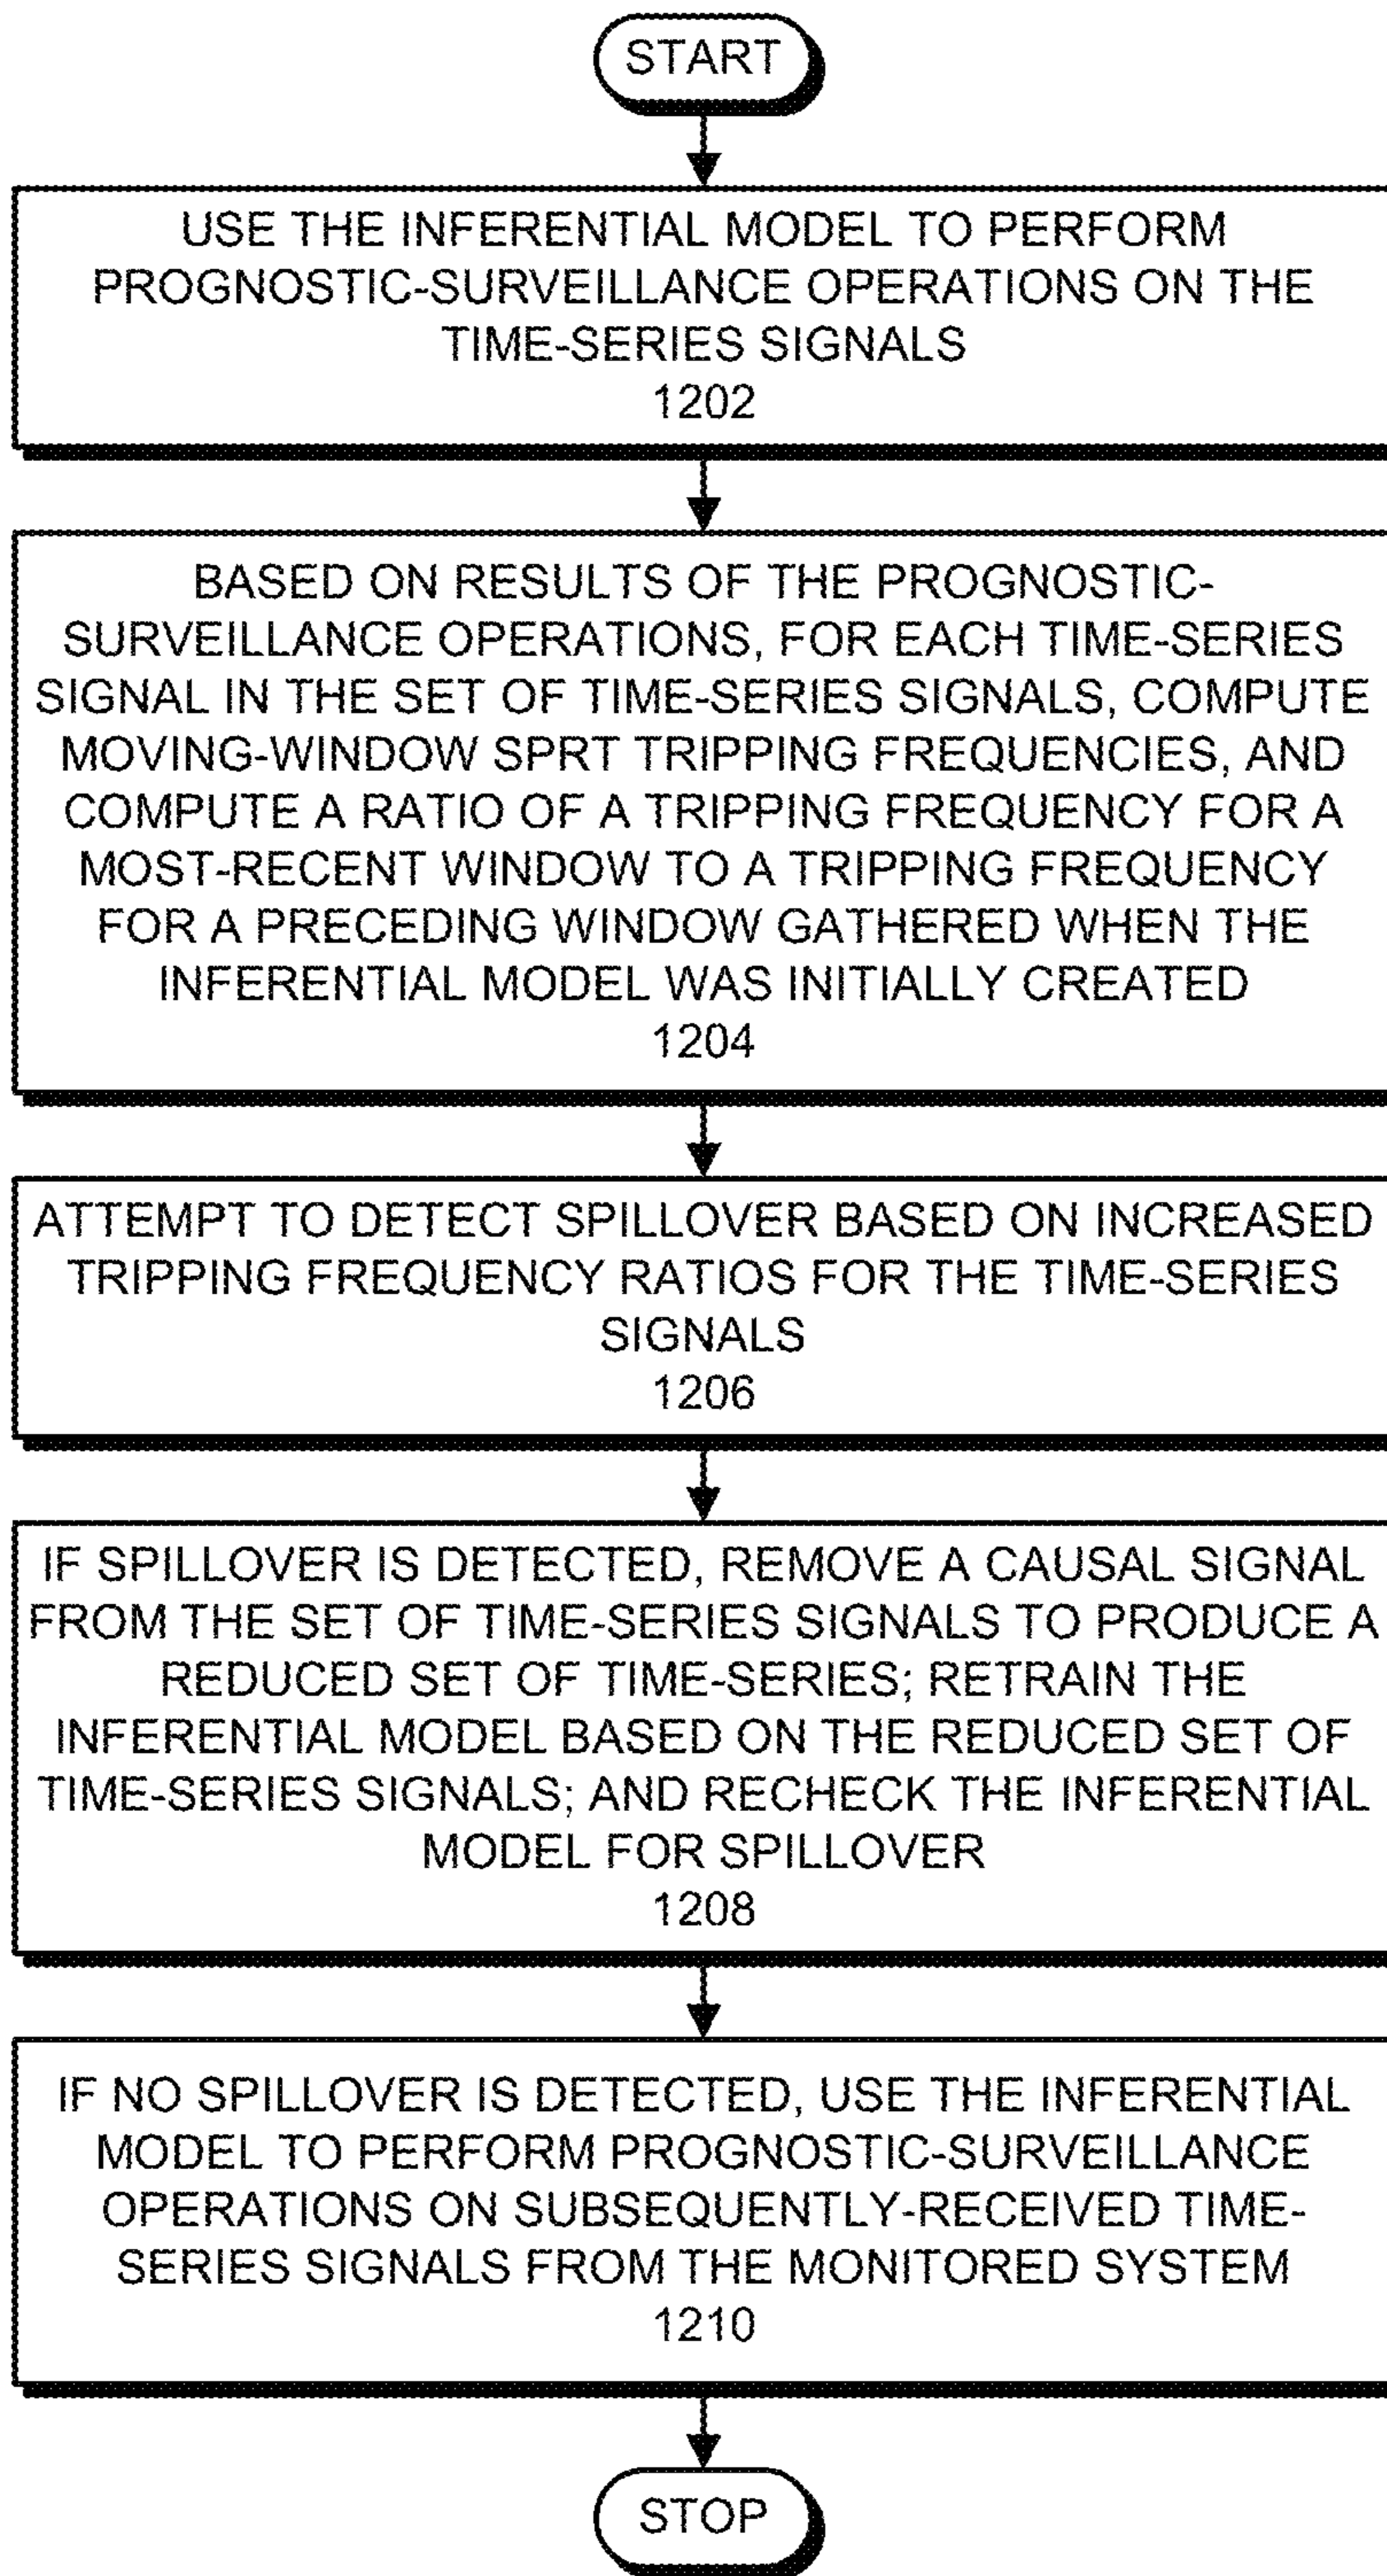 START
USE THE INFERENTIAL MODEL TO PERFORM
PROGNOSTIC-SURVEILLANCE OPERATIONS ON THE
TIME-SERIES SIGNALS
1202
BASED ON RESULTS OF THE PROGNOSTIC-
SURVEILLANCE OPERATIONS, FOR EACH TIME-SERIES
SIGNAL IN THE SET OF TIME-SERIES SIGNALS, COMPUTE
MOVING-WINDOW SPRT TRIPPING FREQUENCIES, AND
COMPUTE A RATIO OF A TRIPPING FREQUENCY FOR A
MOST-RECENT WINDOW TO A TRIPPING FREQUENCY
FOR A PRECEDING WINDOW GATHERED WHEN THE
INFERENTIAL MODEL WAS INITIALLY CREATED
1204
ATTEMPT TO DETECT SPILLOVER BASED ON INCREASED
TRIPPING FREQUENCY RATIOS FOR THE TIME-SERIES
SIGNALS
1206
IF SPILLOVER IS DETECTED, REMOVE A CAUSAL SIGNAL
FROM THE SET OF TIME-SERIES SIGNALS TO PRODUCE A
REDUCED SET OF TIME-SERIES; RETRAIN THE
INFERENTIAL MODEL BASED ON THE REDUCED SET OF
TIME-SERIES SIGNALS; AND RECHECK THE INFERENTIAL
MODEL FOR SPILLOVER
1208
IF NO SPILLOVER IS DETECTED, USE THE INFERENTIAL
MODEL TO PERFORM PROGNOSTIC-SURVEILLANCE
OPERATIONS ON SUBSEQUENTLY-RECEIVED TIME-
SERIES SIGNALS FROM THE MONITORED SYSTEM
1210
STOP